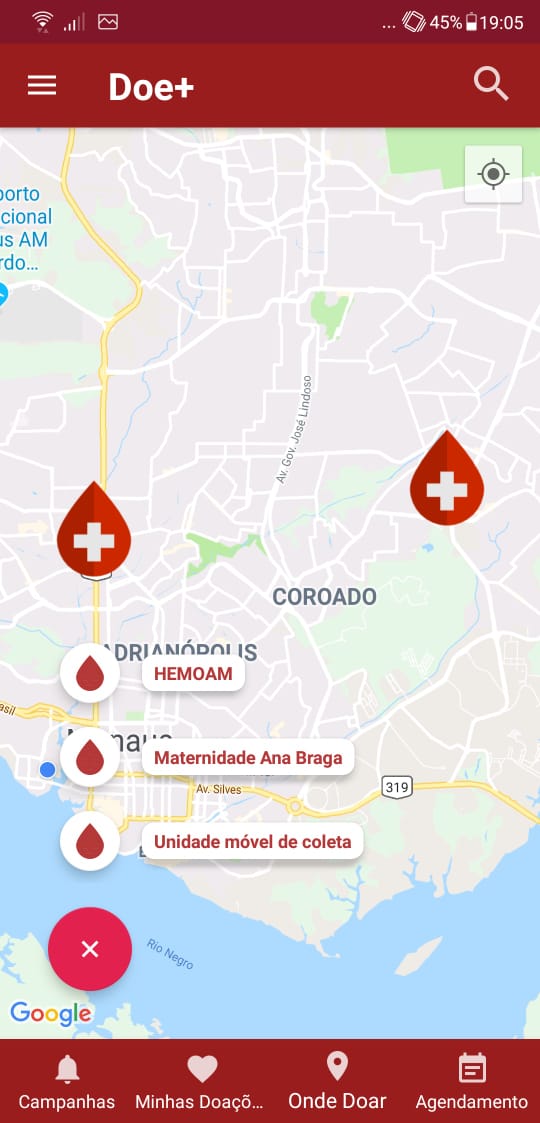 ... 45% 19:05
Doe+
porto
cional
us AM
rdo...
Av. Gov. José Lindoso
COROADO
ADRIANÓPOLIS
HEMOAM
asil
Maternidade Ana Braga
Av. Silves
319
Unidade móvel de coleta
Rio Negro
Google
Campanhas
Minhas Doaçõ...
Onde Doar
Agendamento